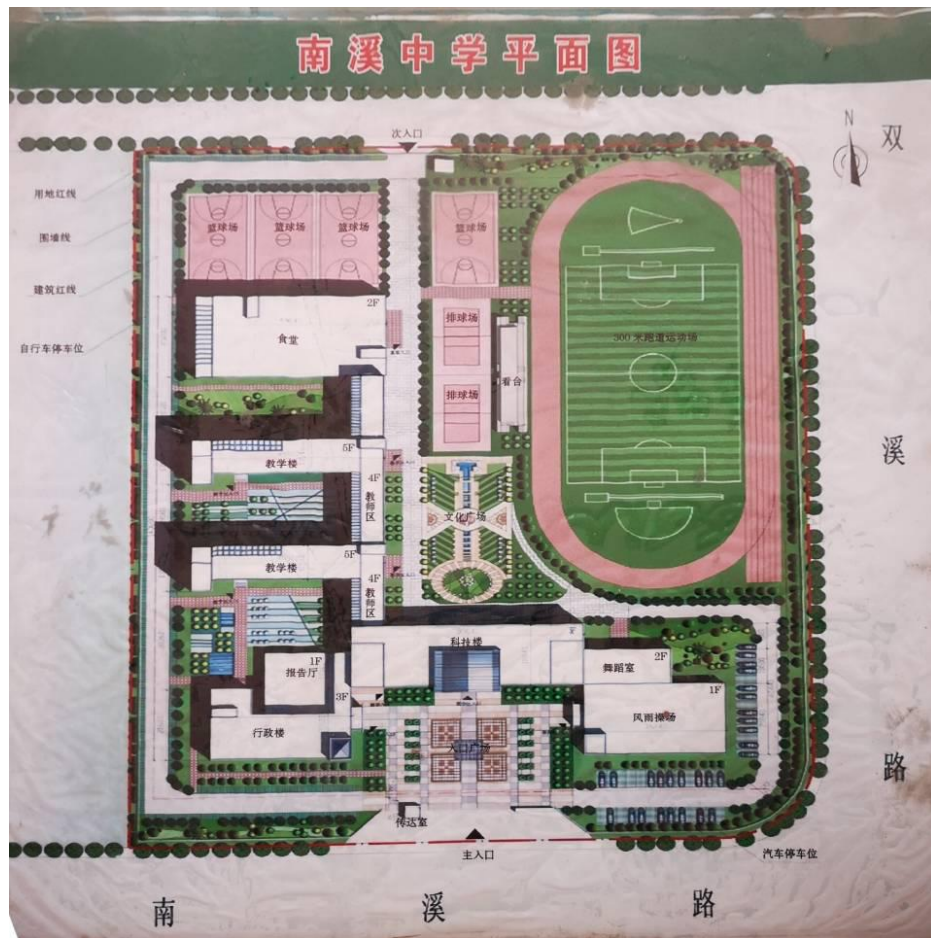 南溪中学平面图
N
双溪路
次入口
用地红线
围墙线
建筑红线
自行车停车位
篮球场
篮球场
篮球场
篮球场
2F
食堂
排球场
300米跑道运动场
看台
排球场
5F
教学楼
4F
教师区
文化广场
5F
教学楼
4F
教师区
科技楼
F
1F
报告厅
2F
舞蹈室
3F
1F
行政楼
风雨操场
入口广场
传达室
主入口
汽车停车位
南溪路